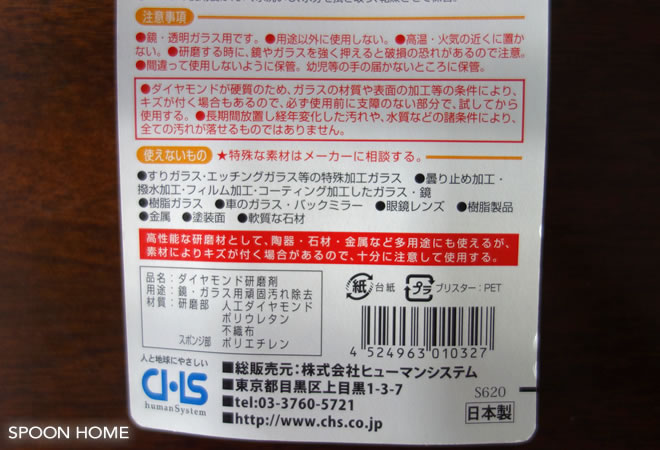 注意事項
●鏡・透明ガラス用です。●用途以外に使用しない。●高温・火気の近くに置か
ない。●研磨する時に、鏡やガラスを強く押えると破損の恐れがあるので注意。
●間違って使用しないように保管。幼児等の手の届かないところに保管。
●ダイヤモンドが硬質のため、ガラスの材質や表面の加工等の条件により、
キズが付く場合もあるので、必ず使用前に支障のない部分で、試してから
使用する。●長期間放置し経年変化した汚れや、水質などの諸条件により、
全ての汚れが落せるものではありません。
使えないもの ★特殊な素材はメーカーに相談する。
●すりガラス・エッチングガラス等の特殊加工ガラス ●曇り止め加工・
撥水加工・フィルム加工・コーティング加工したガラス・鏡
●樹脂ガラス ●車のガラス・バックミラー ●眼鏡レンズ ●樹脂製品
●金属 ●塗装面 ●軟質な石材
高性能な研磨材として、陶器・石材・金属など多用途にも使えるが、
素材によりキズが付く場合があるので、十分に注意して使用する。
品名：ダイヤモンド研磨剤
用途：鏡・ガラス用頑固汚れ除去
材質：研磨部 人工ダイヤモンド
ポリウレタン
不織布
スポンジ部 ポリエチレン
紙 台紙 プラ ブリスター：PET
4 524963 010327
人と地球にやさしい
CHS
humanSystem
■総販売元：株式会社ヒューマンシステム
■東京都目黒区上目黒1-3-7
■tel:03-3760-5721
■http://www.chs.co.jp
S620
日本製
SPOON HOME